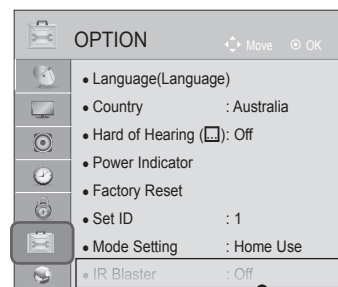 OPTION Move OK
• Language(Language)
• Country : Australia
• Hard of Hearing (...): Off
• Power Indicator
• Factory Reset
• Set ID : 1
• Mode Setting : Home Use
• IR Blaster : Off